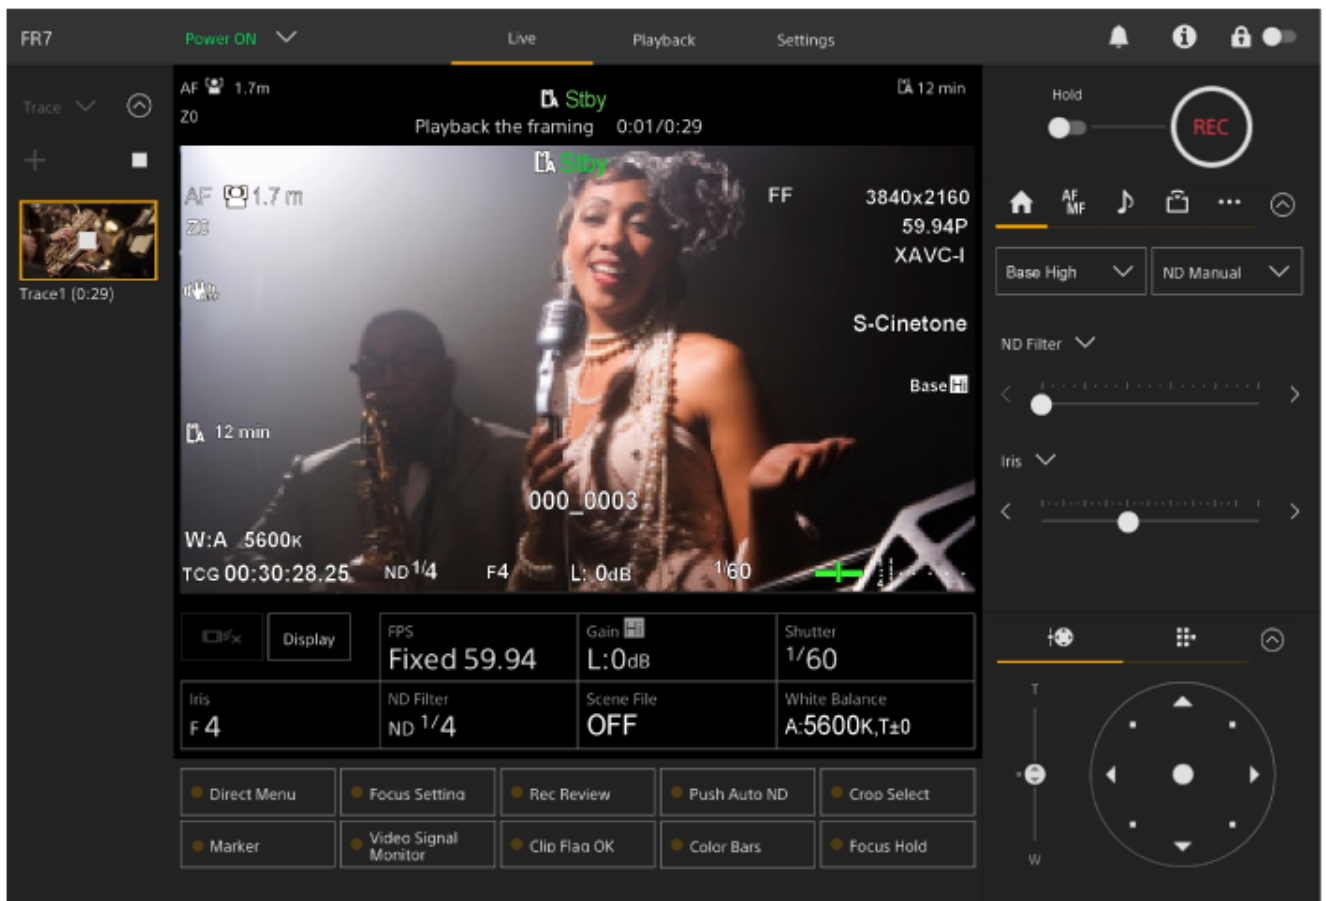 FR7
Power ON
Live
Playback
Settings
Trace
Trace1 (0:29)
AF 1.7m
Z0
Stby
12 min
Playback the framing 0:01/0:29
Stby
AF 1.7 m
Z0
FF
3840x2160
59.94P
XAVC-I
S-Cinetone
Base Hi
12 min
000_0003
W:A 5600K
TCG 00:30:28.25 ND 1/4 F4 L: 0dB 1/60
Display
FPS
Fixed 59.94
Gain Hi
L:0dB
Shutter
1/60
Iris
F 4
ND Filter
ND 1/4
Scene File
OFF
White Balance
A:5600K,T±0
Direct Menu
Focus Setting
Rec Review
Push Auto ND
Crop Select
Marker
Video Signal
Monitor
Clip Flag OK
Color Bars
Focus Hold
Hold
REC
AF
MF
Base High
ND Manual
ND Filter
Iris
T
W